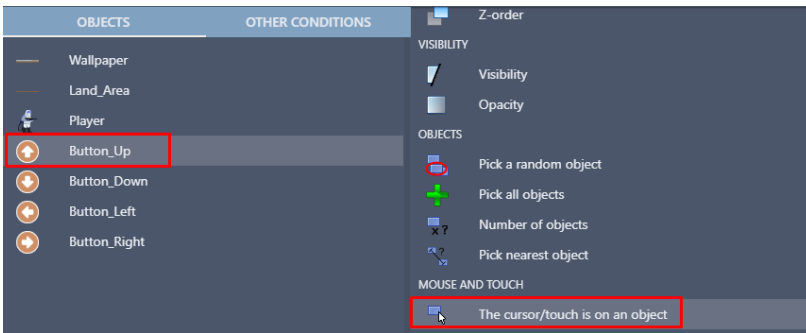 OBJECTS
OTHER CONDITIONS
Wallpaper
Land_Area
Player
Button_Up
Button_Down
Button_Left
Button_Right
Z-order
VISIBILITY
Visibility
Opacity
OBJECTS
Pick a random object
Pick all objects
Number of objects
Pick nearest object
MOUSE AND TOUCH
The cursor/touch is on an object